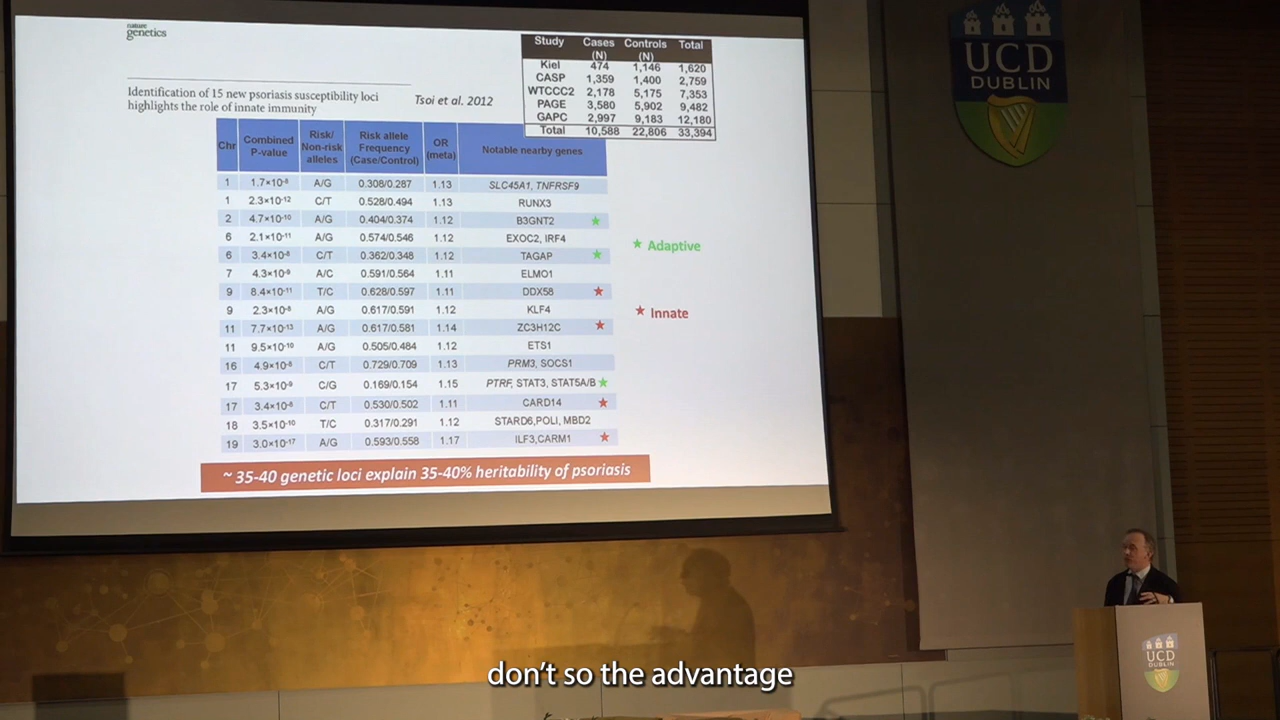 nature
genetics
Identification of 15 new psoriasis susceptibility loci
highlights the role of innate immunity
Tsoi et al. 2012
Study Cases (N) Controls (N) Total
Kiel 474 1,146 1,620
CASP 1,359 1,400 2,759
WTCCC2 2,178 5,175 7,353
PAGE 3,580 5,902 9,482
GAPC 2,997 9,183 12,180
Total 10,588 22,806 33,394
Chr Combined P-value Risk/Non-risk alleles Risk allele Frequency (Case/Control) OR (meta) Notable nearby genes
1 1.7×10-8 A/G 0.308/0.287 1.13 SLC45A1, TNFRSF9
1 2.3×10-12 C/T 0.528/0.494 1.13 RUNX3
2 4.7×10-10 A/G 0.404/0.374 1.12 B3GNT2
6 2.1×10-11 A/G 0.574/0.546 1.12 EXOC2, IRF4
6 3.4×10-8 C/T 0.362/0.348 1.12 TAGAP
7 4.3×10-9 A/C 0.591/0.564 1.11 ELMO1
9 8.4×10-11 T/C 0.628/0.597 1.11 DDX58
9 2.3×10-8 A/G 0.617/0.591 1.12 KLF4
11 7.7×10-13 A/G 0.617/0.581 1.14 ZC3H12C
11 9.5×10-10 A/G 0.505/0.484 1.12 ETS1
16 4.9×10-8 C/T 0.729/0.709 1.13 PRM3, SOCS1
17 5.3×10-9 C/G 0.169/0.154 1.15 PTRF, STAT3, STAT5A/B
17 3.4×10-8 C/T 0.530/0.502 1.11 CARD14
18 3.5×10-10 T/C 0.317/0.291 1.12 STARD6,POLI, MBD2
19 3.0×10-17 A/G 0.593/0.558 1.17 ILF3,CARM1
Adaptive
Innate
~ 35-40 genetic loci explain 35-40% heritability of psoriasis
UCD
DUBLIN
UCD
DUBLIN
don't so the advantage